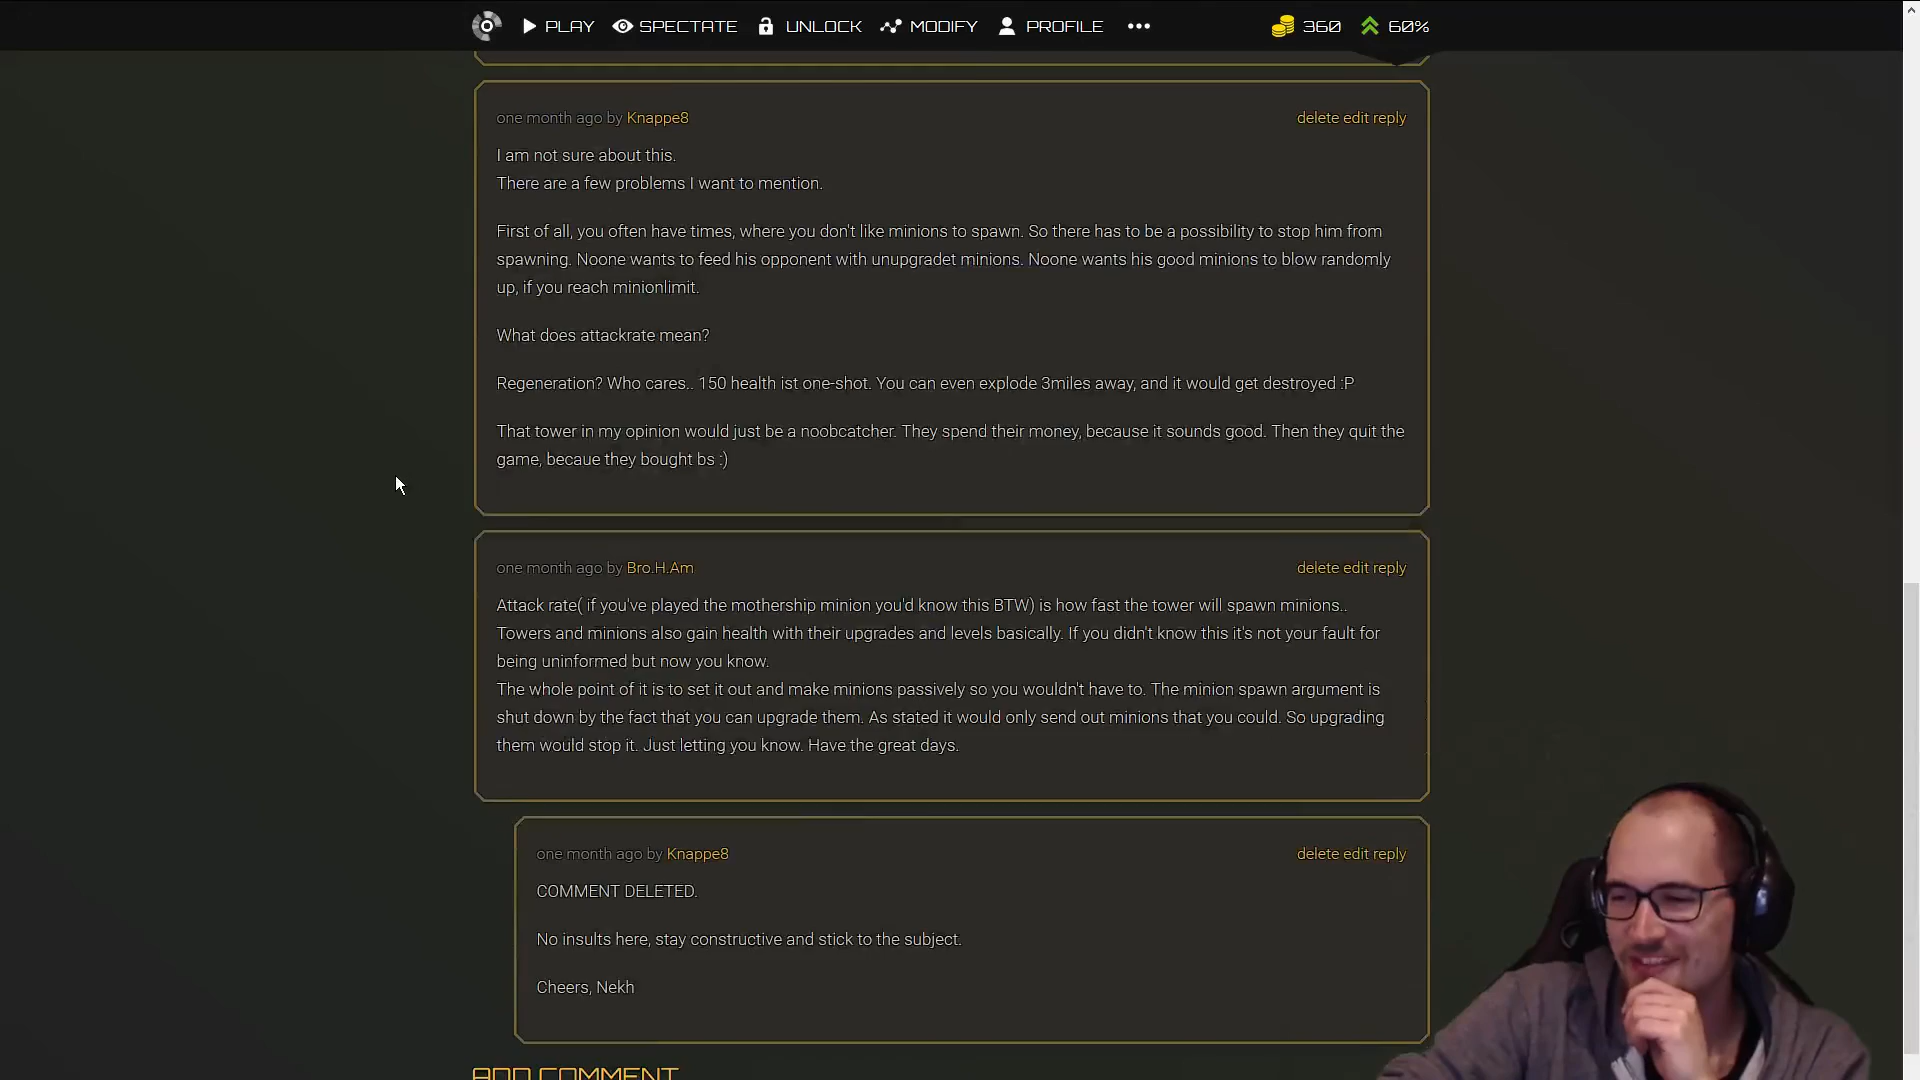 PLAY SPECTATE UNLOCK MODIFY PROFILE ••• 360 60%
one month ago by Knappe8 delete edit reply
I am not sure about this.
There are a few problems I want to mention.
First of all, you often have times, where you don't like minions to spawn. So there has to be a possibility to stop him from
spawning. Noone wants to feed his opponent with unupgradet minions. Noone wants his good minions to blow randomly
up, if you reach minionlimit.
What does attackrate mean?
Regeneration? Who cares.. 150 health ist one-shot. You can even explode 3miles away, and it would get destroyed :P
That tower in my opinion would just be a noobcatcher. They spend their money, because it sounds good. Then they quit the
game, becaue they bought bs :)
one month ago by Bro.H.Am delete edit reply
Attack rate( if you've played the mothership minion you'd know this BTW) is how fast the tower will spawn minions..
Towers and minions also gain health with their upgrades and levels basically. If you didn't know this it's not your fault for
being uninformed but now you know.
The whole point of it is to set it out and make minions passively so you wouldn't have to. The minion spawn argument is
shut down by the fact that you can upgrade them. As stated it would only send out minions that you could. So upgrading
them would stop it. Just letting you know. Have the great days.
one month ago by Knappe8 delete edit reply
COMMENT DELETED.
No insults here, stay constructive and stick to the subject.
Cheers, Nekh
ADD COMMENT